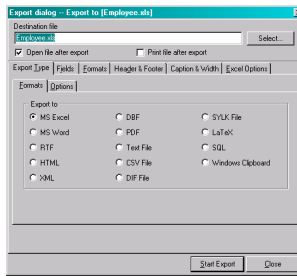 Export dialog -- Export to [Employee.xls]
Destination file
Employee.xls
Select...
Open file after export Print file after export
Export Type Fields Formats Header & Footer Caption & Width Excel Options
Formats Options
Export to
MS Excel DBF SYLK File
MS Word PDF LaTeX
RTF Text File SQL
HTML CSV File Windows Clipboard
XML DIF File
Start Export Close